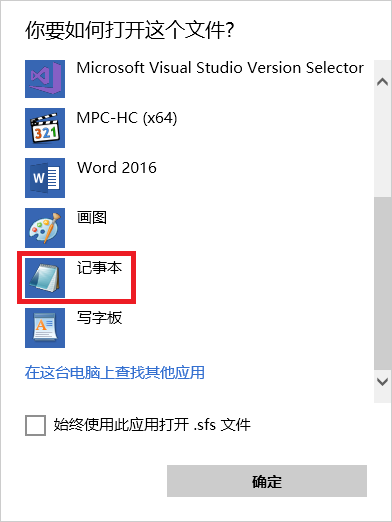 你要如何打开这个文件?
Microsoft Visual Studio Version Selector
MPC-HC (x64)
321
Word 2016
画图
记事本
写字板
在这台电脑上查找其他应用
始终使用此应用打开 .sfs 文件
确定